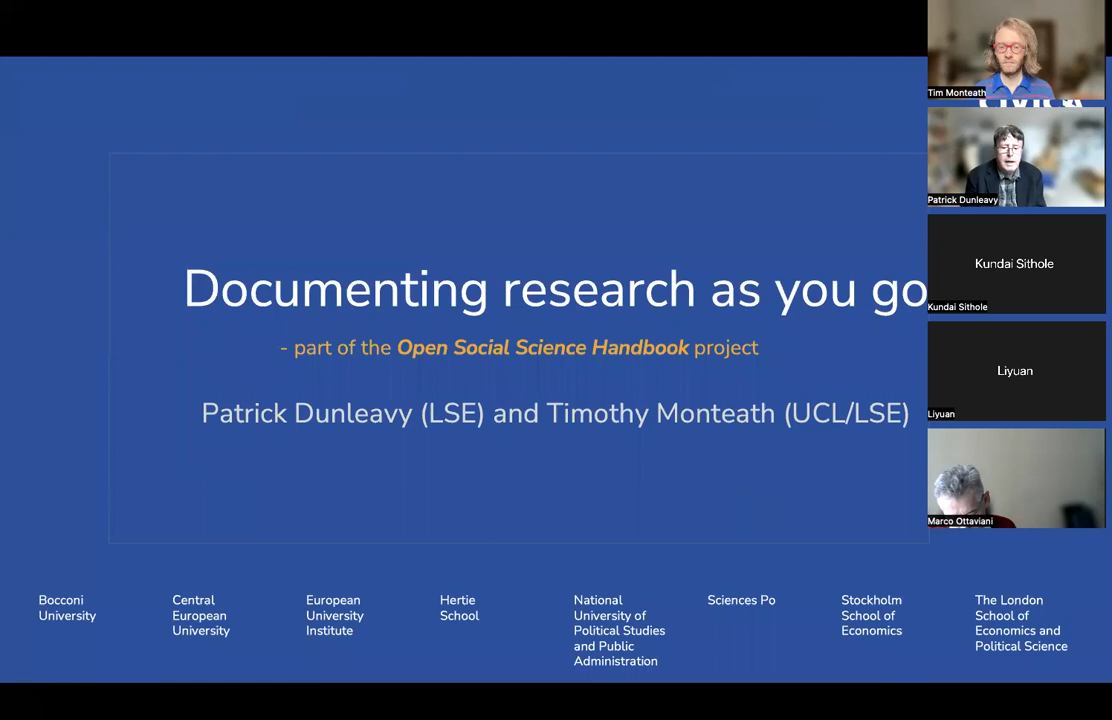 Documenting research as you go
- part of the Open Social Science Handbook project
Patrick Dunleavy (LSE) and Timothy Monteath (UCL/LSE)
Bocconi
University
Central
European
University
European
University
Institute
Hertie
School
National
University of
Political Studies
and Public
Administration
Sciences Po
Stockholm
School of
Economics
The London
School of
Economics and
Political Science
Tim Monteath
CIVICA
Patrick Dunleavy
Kundai Sithole
Kundai Sithole
Liyuan
Liyuan
Marco Ottaviani